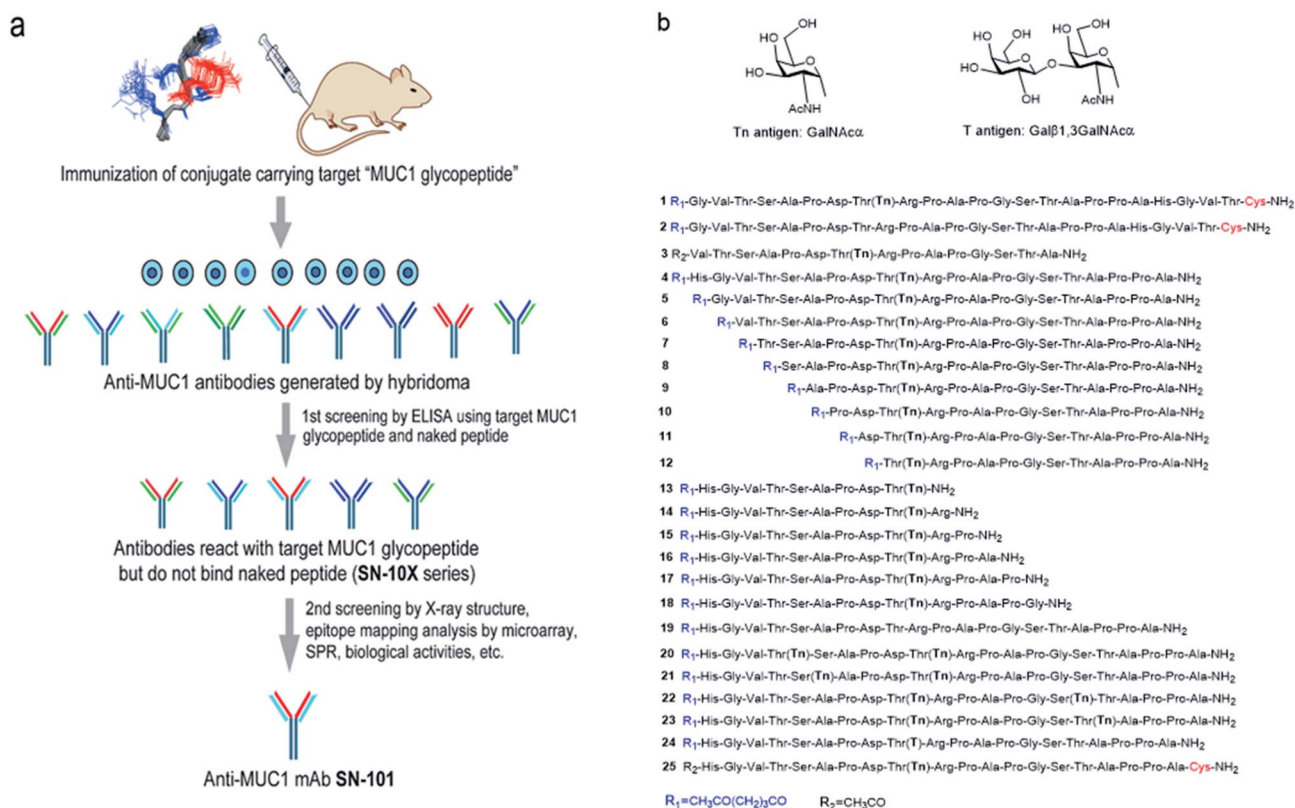 a
Immunization of conjugate carrying target “MUC1 glycopeptide”
Anti-MUC1 antibodies generated by hybridoma
1st screening by ELISA using target MUC1
glycopeptide and naked peptide
Antibodies react with target MUC1 glycopeptide
but do not bind naked peptide (SN-10X series)
2nd screening by X-ray structure,
epitope mapping analysis by microarray,
SPR, biological activities, etc.
Anti-MUC1 mAb SN-101
b
OH
HO
O
HO
AcNH
Tn antigen: GalNAcα
OH
HO
O
HO
OH
O
HO
OH
O
AcNH
T antigen: Galβ1,3GalNAcα
1 R₁-Gly-Val-Thr-Ser-Ala-Pro-Asp-Thr(Tn)-Arg-Pro-Ala-Pro-Gly-Ser-Thr-Ala-Pro-Pro-Ala-His-Gly-Val-Thr-Cys-NH₂
2 R₁-Gly-Val-Thr-Ser-Ala-Pro-Asp-Thr-Arg-Pro-Ala-Pro-Gly-Ser-Thr-Ala-Pro-Pro-Ala-His-Gly-Val-Thr-Cys-NH₂
3 R₂-Val-Thr-Ser-Ala-Pro-Asp-Thr(Tn)-Arg-Pro-Ala-Pro-Gly-Ser-Thr-Ala-NH₂
4 R₁-His-Gly-Val-Thr-Ser-Ala-Pro-Asp-Thr(Tn)-Arg-Pro-Ala-Pro-Gly-Ser-Thr-Ala-Pro-Pro-Ala-NH₂
5 R₁-Gly-Val-Thr-Ser-Ala-Pro-Asp-Thr(Tn)-Arg-Pro-Ala-Pro-Gly-Ser-Thr-Ala-Pro-Pro-Ala-NH₂
6 R₁-Val-Thr-Ser-Ala-Pro-Asp-Thr(Tn)-Arg-Pro-Ala-Pro-Gly-Ser-Thr-Ala-Pro-Pro-Ala-NH₂
7 R₁-Thr-Ser-Ala-Pro-Asp-Thr(Tn)-Arg-Pro-Ala-Pro-Gly-Ser-Thr-Ala-Pro-Pro-Ala-NH₂
8 R₁-Ser-Ala-Pro-Asp-Thr(Tn)-Arg-Pro-Ala-Pro-Gly-Ser-Thr-Ala-Pro-Pro-Ala-NH₂
9 R₁-Ala-Pro-Asp-Thr(Tn)-Arg-Pro-Ala-Pro-Gly-Ser-Thr-Ala-Pro-Pro-Ala-NH₂
10 R₁-Pro-Asp-Thr(Tn)-Arg-Pro-Ala-Pro-Gly-Ser-Thr-Ala-Pro-Pro-Ala-NH₂
11 R₁-Asp-Thr(Tn)-Arg-Pro-Ala-Pro-Gly-Ser-Thr-Ala-Pro-Pro-Ala-NH₂
12 R₁-Thr(Tn)-Arg-Pro-Ala-Pro-Gly-Ser-Thr-Ala-Pro-Pro-Ala-NH₂
13 R₁-His-Gly-Val-Thr-Ser-Ala-Pro-Asp-Thr(Tn)-NH₂
14 R₁-His-Gly-Val-Thr-Ser-Ala-Pro-Asp-Thr(Tn)-Arg-NH₂
15 R₁-His-Gly-Val-Thr-Ser-Ala-Pro-Asp-Thr(Tn)-Arg-Pro-NH₂
16 R₁-His-Gly-Val-Thr-Ser-Ala-Pro-Asp-Thr(Tn)-Arg-Pro-Ala-NH₂
17 R₁-His-Gly-Val-Thr-Ser-Ala-Pro-Asp-Thr(Tn)-Arg-Pro-Ala-Pro-NH₂
18 R₁-His-Gly-Val-Thr-Ser-Ala-Pro-Asp-Thr(Tn)-Arg-Pro-Ala-Pro-Gly-NH₂
19 R₁-His-Gly-Val-Thr-Ser-Ala-Pro-Asp-Thr-Arg-Pro-Ala-Pro-Gly-Ser-Thr-Ala-Pro-Pro-Ala-NH₂
20 R₁-His-Gly-Val-Thr(Tn)-Ser-Ala-Pro-Asp-Thr(Tn)-Arg-Pro-Ala-Pro-Gly-Ser-Thr-Ala-Pro-Pro-Ala-NH₂
21 R₁-His-Gly-Val-Thr-Ser(Tn)-Ala-Pro-Asp-Thr(Tn)-Arg-Pro-Ala-Pro-Gly-Ser-Thr-Ala-Pro-Pro-Ala-NH₂
22 R₁-His-Gly-Val-Thr-Ser-Ala-Pro-Asp-Thr(Tn)-Arg-Pro-Ala-Pro-Gly-Ser(Tn)-Thr-Ala-Pro-Pro-Ala-NH₂
23 R₁-His-Gly-Val-Thr-Ser-Ala-Pro-Asp-Thr(Tn)-Arg-Pro-Ala-Pro-Gly-Ser-Thr(Tn)-Ala-Pro-Pro-Ala-NH₂
24 R₁-His-Gly-Val-Thr-Ser-Ala-Pro-Asp-Thr(T)-Arg-Pro-Ala-Pro-Gly-Ser-Thr-Ala-Pro-Pro-Ala-NH₂
25 R₂-His-Gly-Val-Thr-Ser-Ala-Pro-Asp-Thr(Tn)-Arg-Pro-Ala-Pro-Gly-Ser-Thr-Ala-Pro-Pro-Ala-Cys-NH₂
R₁=CH₃CO(CH₂)₃CO R₂=CH₃CO